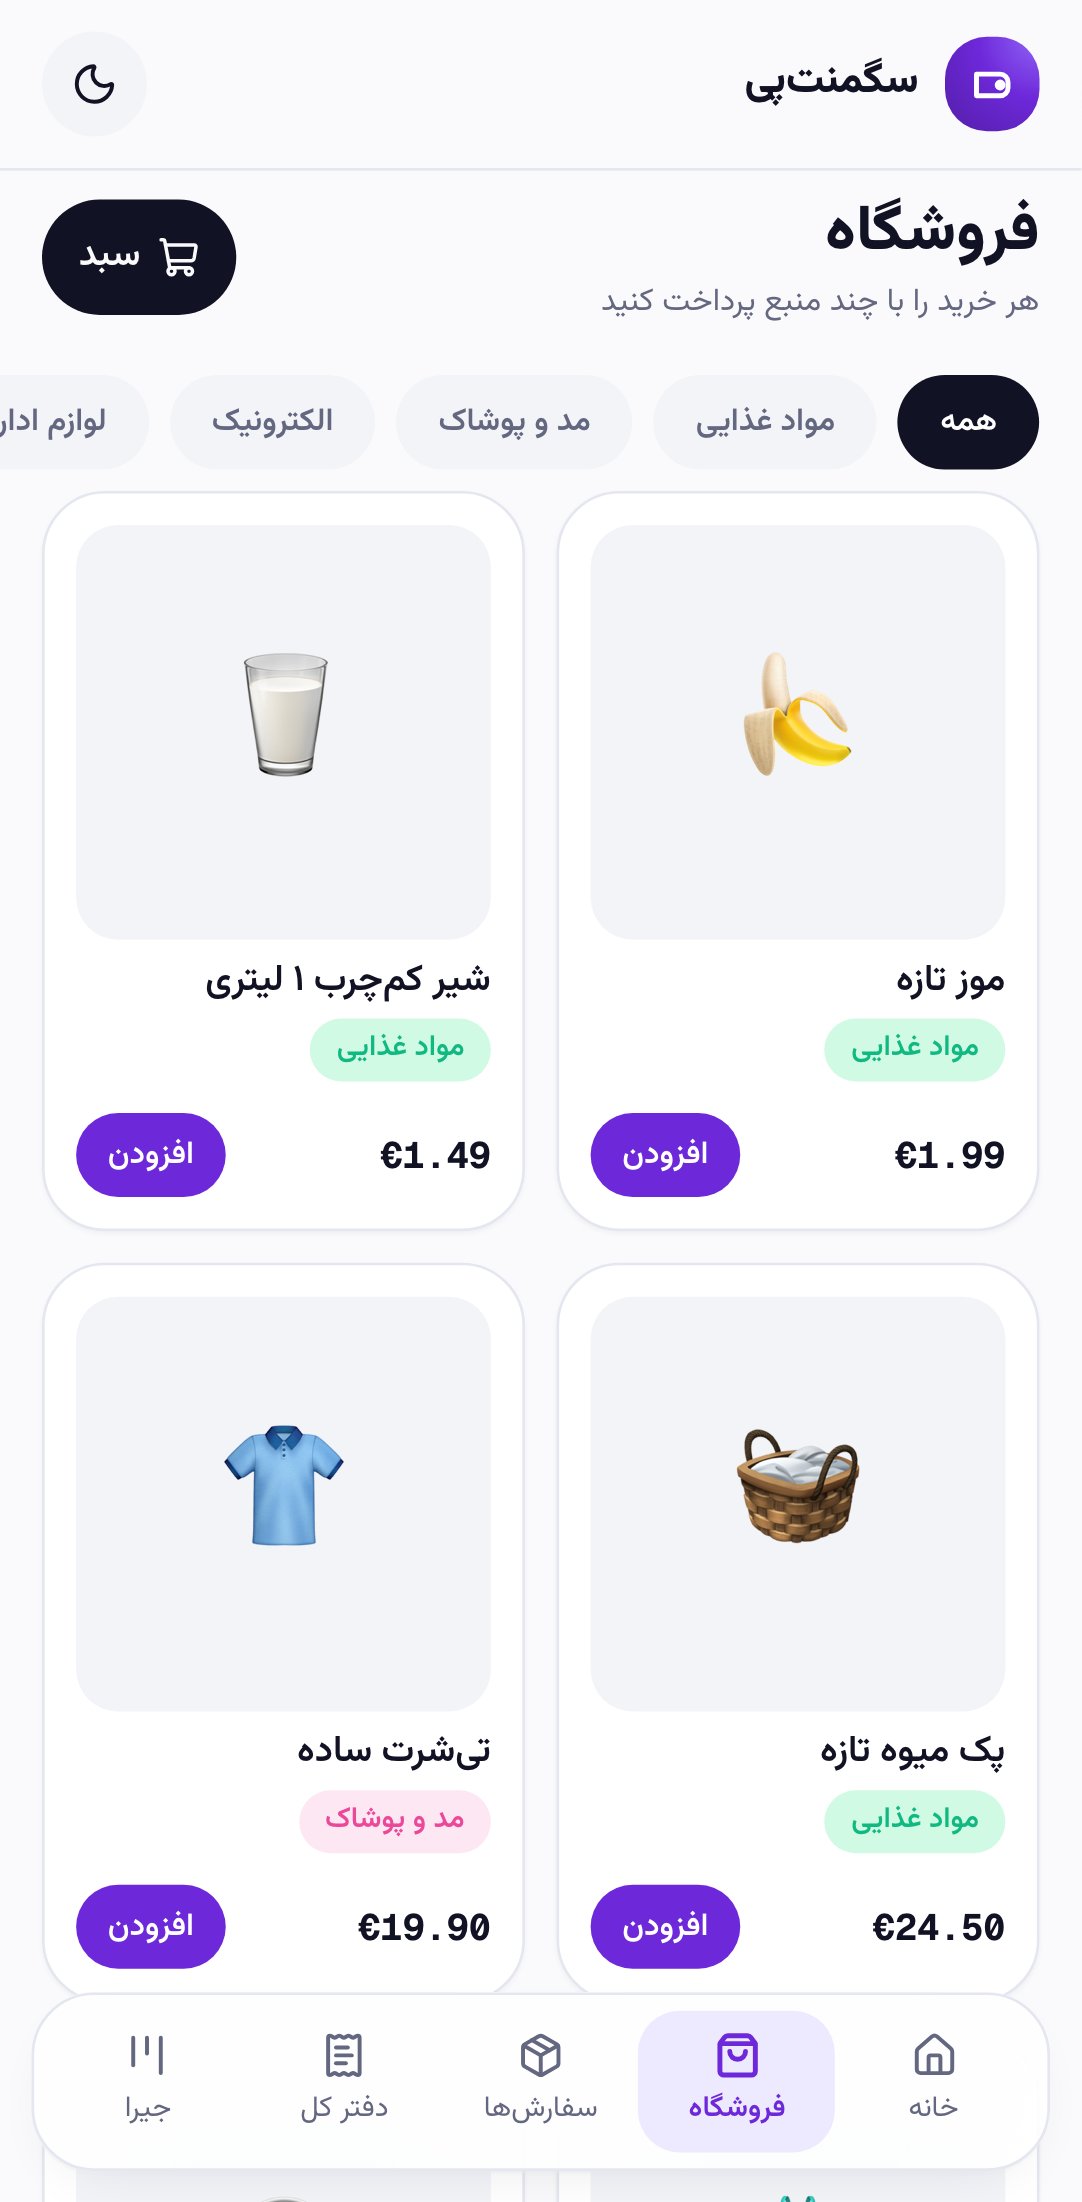 سگمنت‌پی
فروشگاه
هر خرید را با چند منبع پرداخت کنید
سبد
همه
مواد غذایی
مد و پوشاک
الکترونیک
لوازم ادار
موز تازه
مواد غذایی
€1.99
افزودن
شیر کم‌چرب ۱ لیتری
مواد غذایی
€1.49
افزودن
پک میوه تازه
مواد غذایی
€24.50
افزودن
تی‌شرت ساده
مد و پوشاک
€19.90
افزودن
خانه
فروشگاه
سفارش‌ها
دفتر کل
جیرا